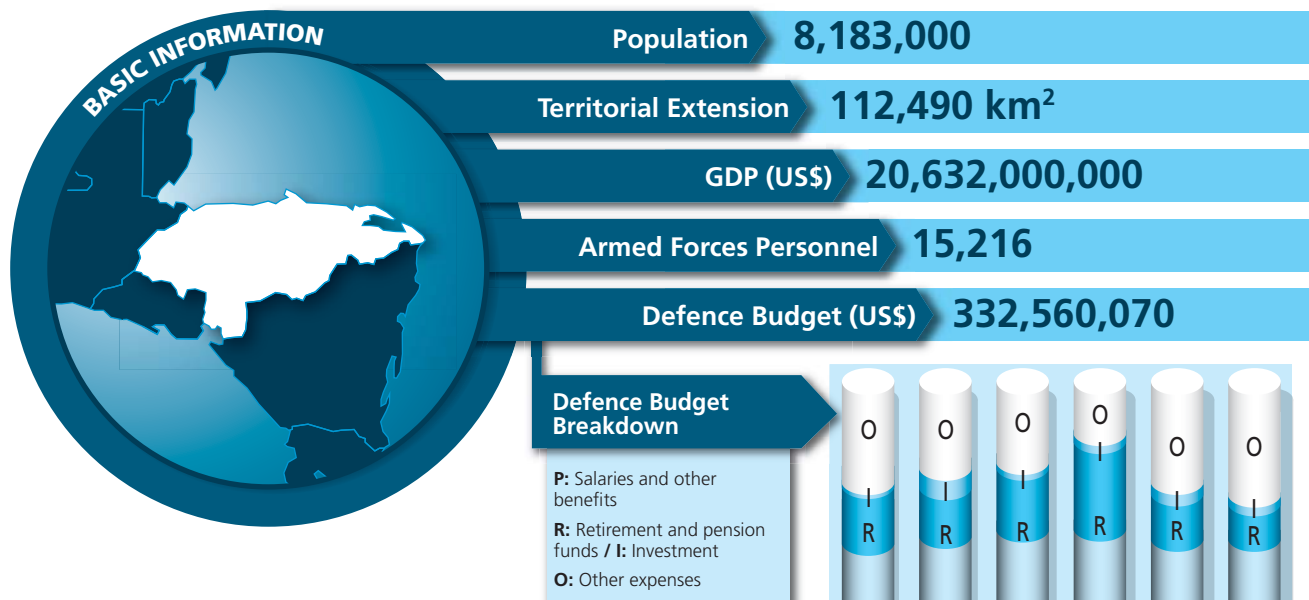 BASIC INFORMATION
Population 8,183,000
Territorial Extension 112,490 km²
GDP (US$) 20,632,000,000
Armed Forces Personnel 15,216
Defence Budget (US$) 332,560,070
Defence Budget
Breakdown
P: Salaries and other
benefits
R: Retirement and pension
funds / I: Investment
O: Other expenses
O O O O O O
I I I I I I
R R R R R R